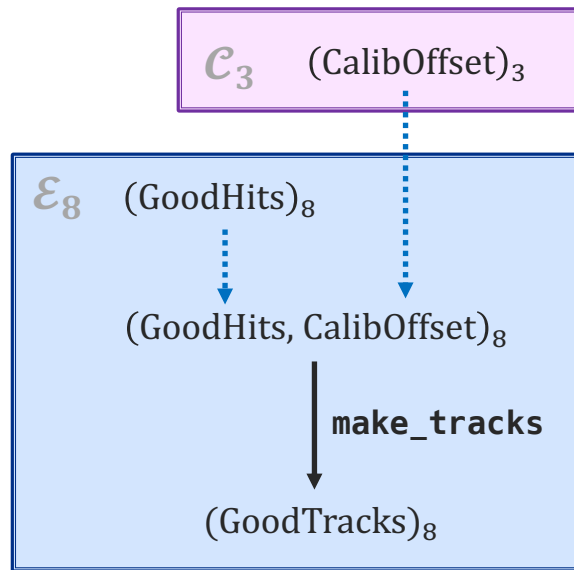 𝒞₃ (CalibOffset)₃
ℰ₈ (GoodHits)₈
(GoodHits, CalibOffset)₈
make_tracks
(GoodTracks)₈